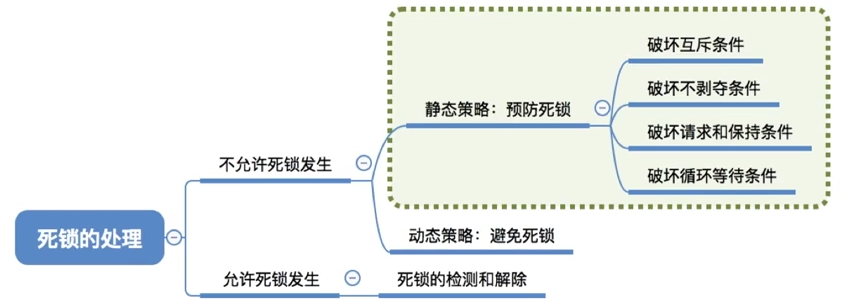 破坏互斥条件
破坏不剥夺条件
静态策略：预防死锁
破坏请求和保持条件
不允许死锁发生
破坏循环等待条件
死锁的处理
动态策略：避免死锁
允许死锁发生
死锁的检测和解除